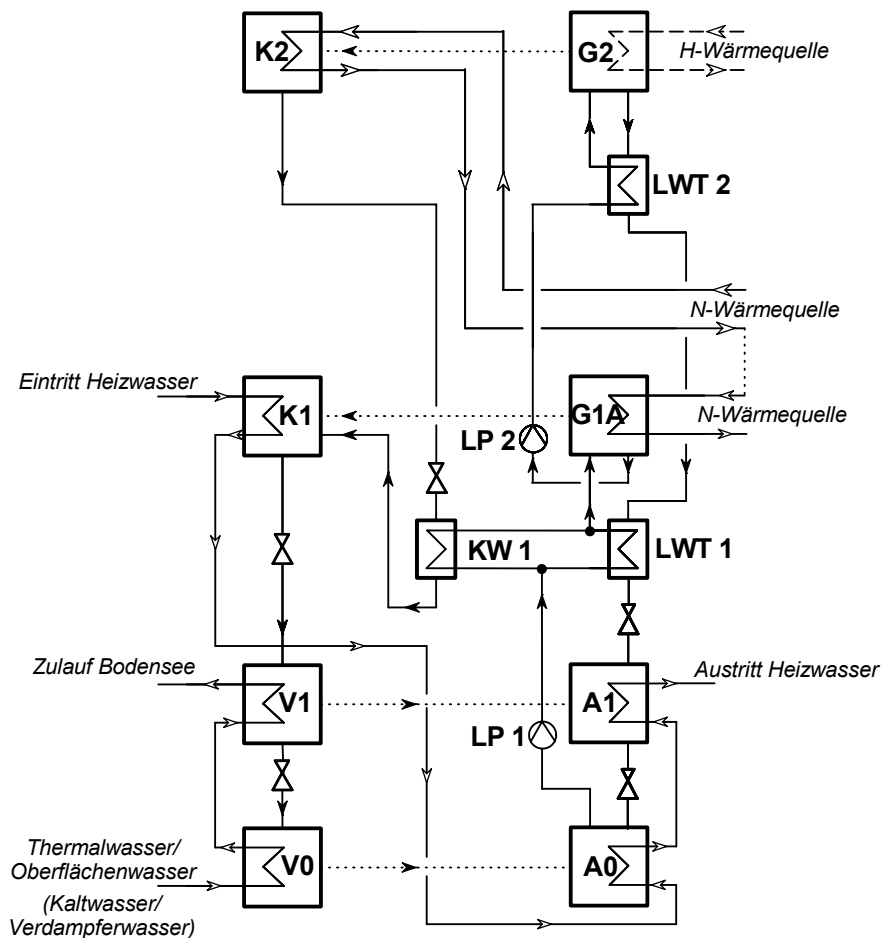 K2
G2
H-Wärmequelle
LWT 2
N-Wärmequelle
Eintritt Heizwasser
K1
G1A
N-Wärmequelle
LP 2
KW 1
LWT 1
Zulauf Bodensee
V1
A1
Austritt Heizwasser
LP 1
Thermalwasser/
Oberflächenwasser
(Kaltwasser/
Verdampferwasser)
V0
A0